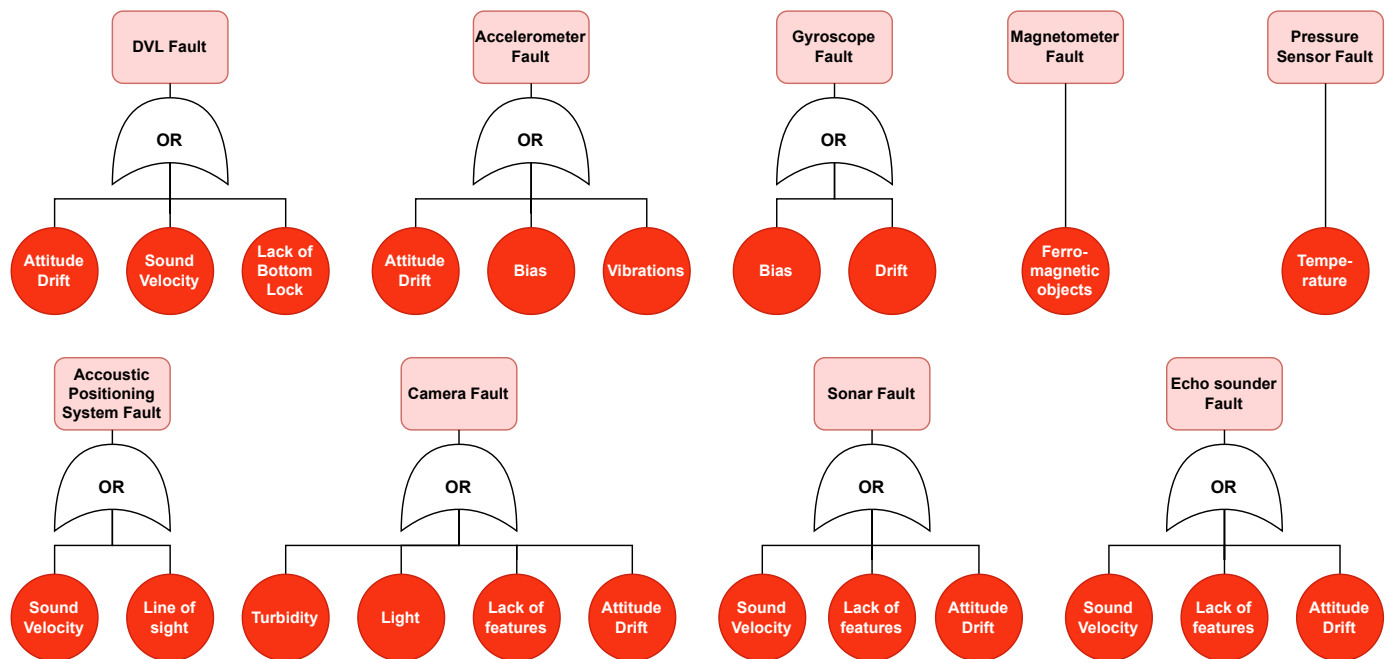 DVL Fault
Accelerometer
Fault
Gyroscope
Fault
Magnetometer
Fault
Pressure
Sensor Fault
OR
OR
OR
Attitude
Drift
Sound
Velocity
Lack of
Bottom
Lock
Attitude
Drift
Bias
Vibrations
Bias
Drift
Ferro-
magnetic
objects
Tempe-
rature
Accoustic
Positioning
System Fault
Camera Fault
Sonar Fault
Echo sounder
Fault
OR
OR
OR
OR
Sound
Velocity
Line of
sight
Turbidity
Light
Lack of
features
Attitude
Drift
Sound
Velocity
Lack of
features
Attitude
Drift
Sound
Velocity
Lack of
features
Attitude
Drift